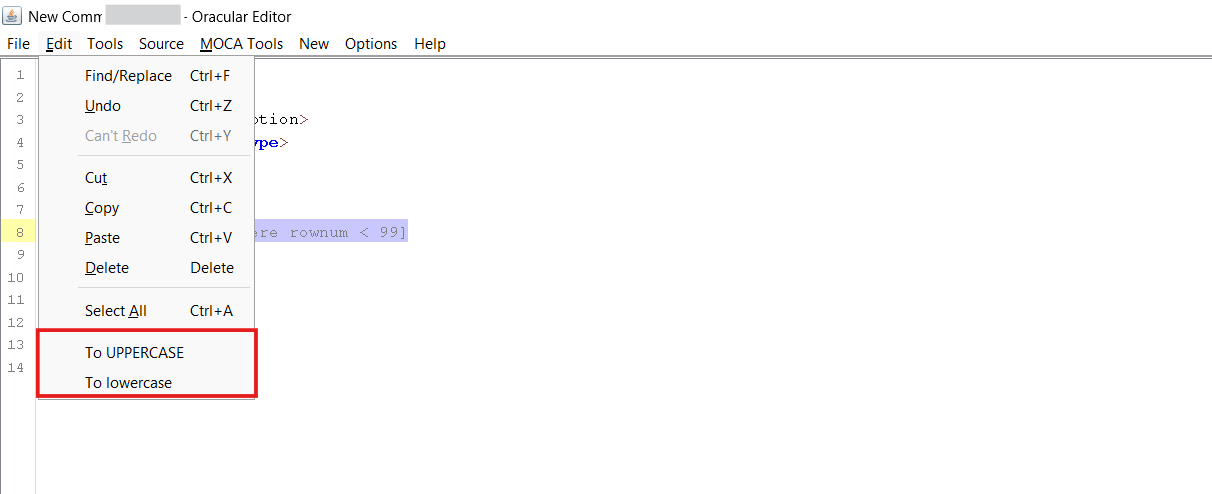 New Comm - Oracular Editor
File Edit Tools Source MOCA Tools New Options Help
1
2
3 ption>
4 ype>
5
6
7
8 ere rownum < 99]
9
10
11
12
13
14
Find/Replace Ctrl+F
Undo Ctrl+Z
Can't Redo Ctrl+Y
Cut Ctrl+X
Copy Ctrl+C
Paste Ctrl+V
Delete Delete
Select All Ctrl+A
To UPPERCASE
To lowercase